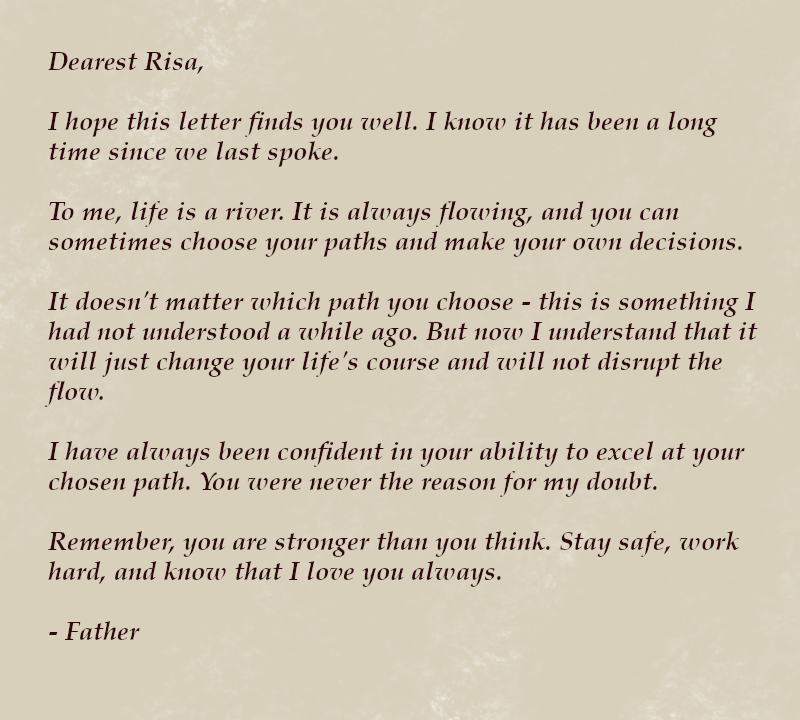 Dearest Risa,
I hope this letter finds you well. I know it has been a long
time since we last spoke.
To me, life is a river. It is always flowing, and you can
sometimes choose your paths and make your own decisions.
It doesn't matter which path you choose - this is something I
had not understood a while ago. But now I understand that it
will just change your life's course and will not disrupt the
flow.
I have always been confident in your ability to excel at your
chosen path. You were never the reason for my doubt.
Remember, you are stronger than you think. Stay safe, work
hard, and know that I love you always.
- Father